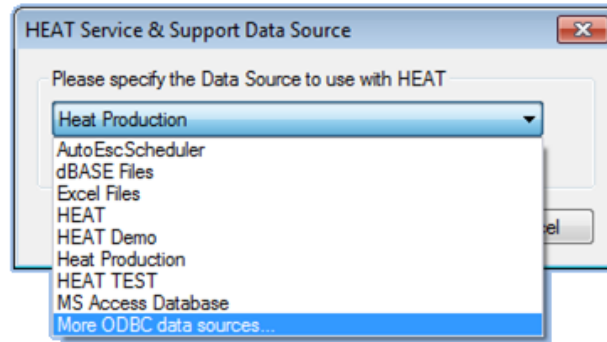 HEAT Service & Support Data Source
Please specify the Data Source to use with HEAT
Heat Production
AutoEscScheduler
dBASE Files
Excel Files
HEAT
HEAT Demo
Heat Production
HEAT TEST
MS Access Database
More ODBC data sources...